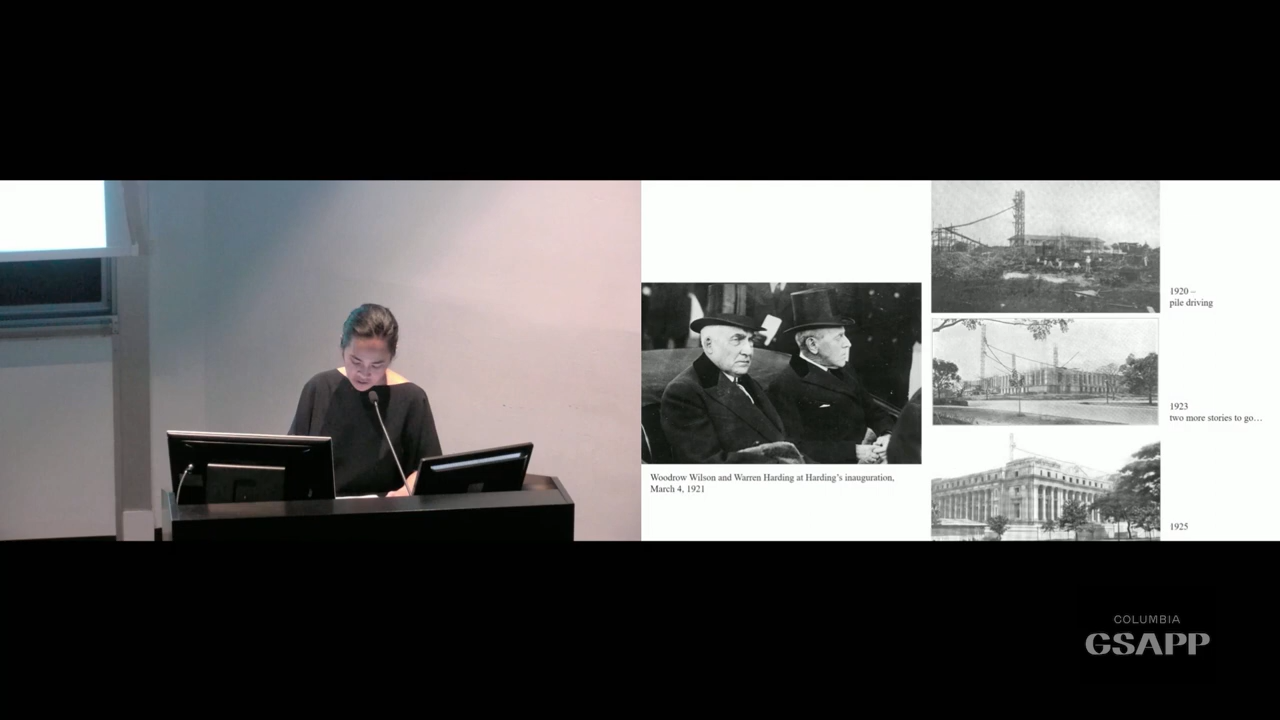 1920 –
pile driving
1923
two more stories to go…
Woodrow Wilson and Warren Harding at Harding’s inauguration,
March 4, 1921
1925
COLUMBIA
GSAPP